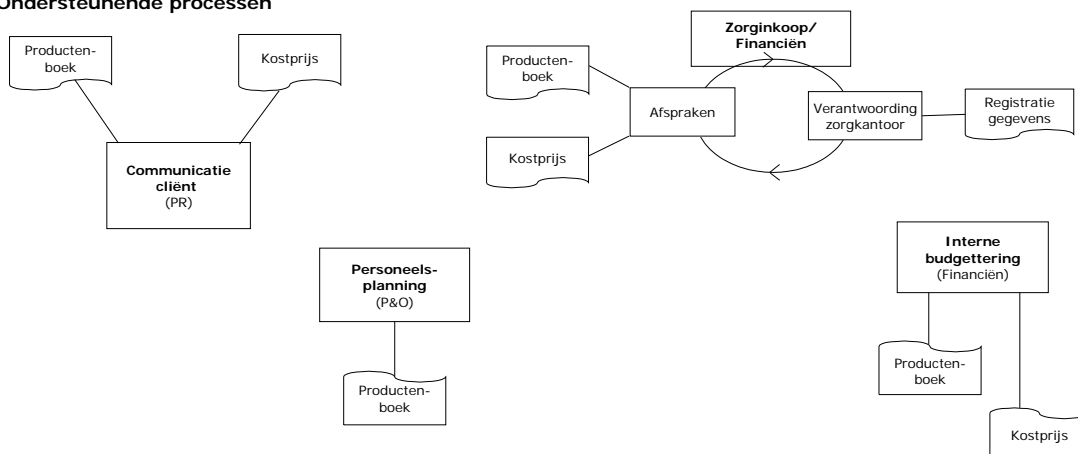 Ondersteunende processen
Producten-
boek
Kostprijs
Communicatie
cliënt
(PR)
Zorginkoop/
Financiën
Producten-
boek
Kostprijs
Afspraken
Verantwoording
zorgkantoor
Registratie
gegevens
Personeels-
planning
(P&O)
Producten-
boek
Interne
budgettering
(Financiën)
Producten-
boek
Kostprijs